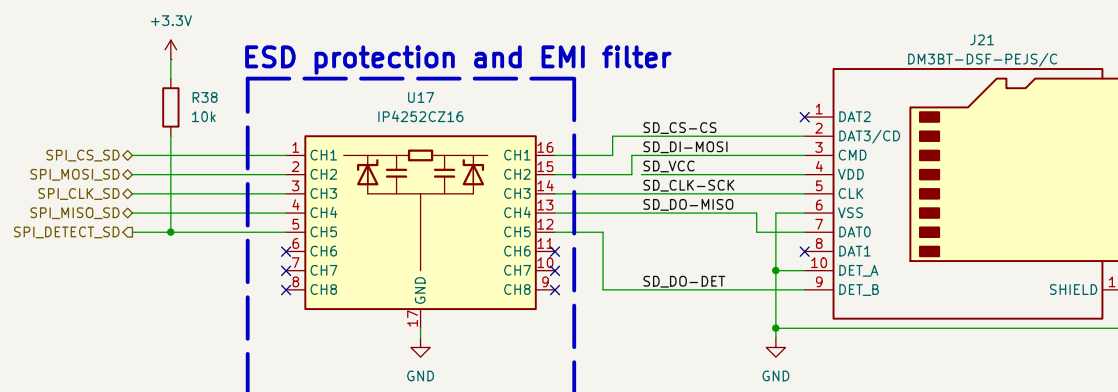 +3.3V
R38
10k
ESD protection and EMI filter
U17
IP4252CZ16
J21
DM3BT-DSF-PEJS/C
SPI_CS_SD
SPI_MOSI_SD
SPI_CLK_SD
SPI_MISO_SD
SPI_DETECT_SD
1 CH1
2 CH2
3 CH3
4 CH4
5 CH5
6 CH6
7 CH7
8 CH8
CH1 16
CH2 15
CH3 14
CH4 13
CH5 12
CH6 11
CH7 10
CH8 9
GND
17
GND
SD_CS-CS
SD_DI-MOSI
SD_VCC
SD_CLK-SCK
SD_DO-MISO
SD_DO-DET
1 DAT2
2 DAT3/CD
3 CMD
4 VDD
5 CLK
6 VSS
7 DAT0
8 DAT1
10 DET_A
9 DET_B
SHIELD 1
GND